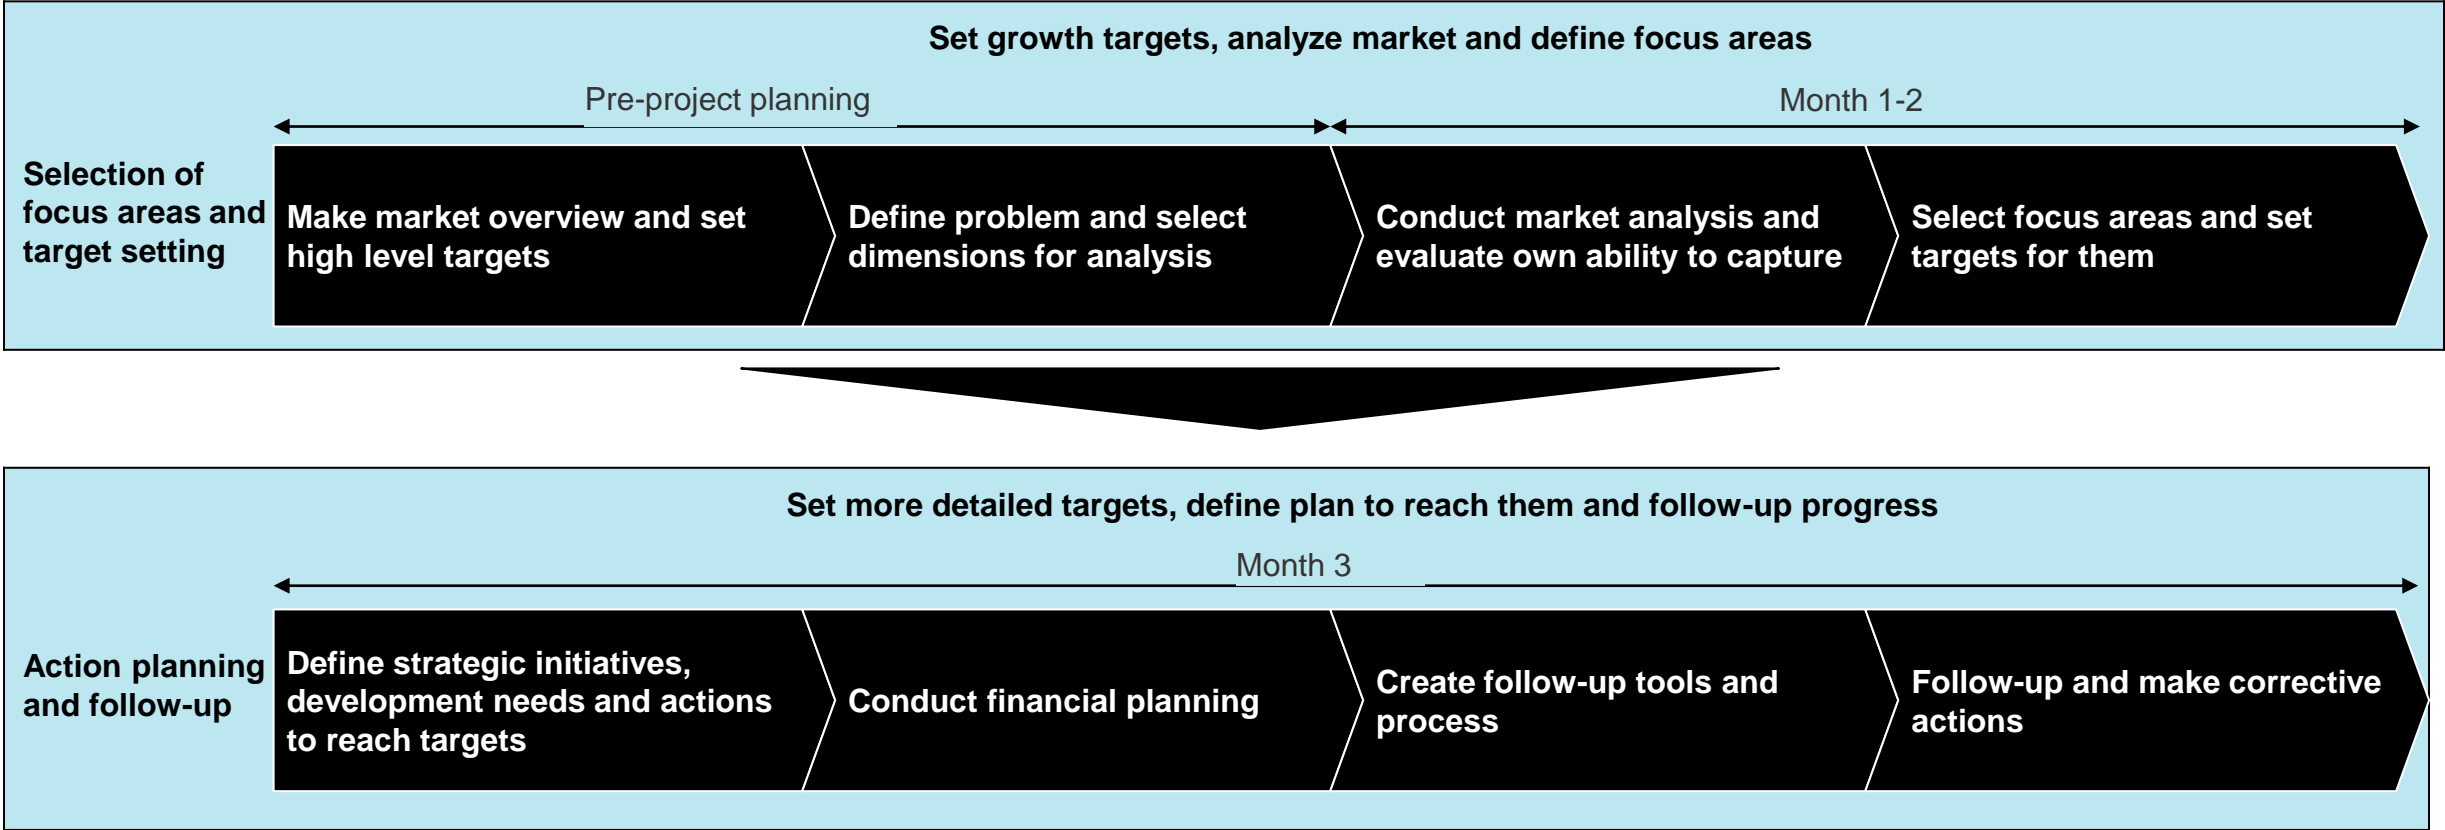 Set growth targets, analyze market and define focus areas
Pre-project planning
Month 1-2
Selection of
focus areas and
target setting
Make market overview and set
high level targets
Define problem and select
dimensions for analysis
Conduct market analysis and
evaluate own ability to capture
Select focus areas and set
targets for them
Set more detailed targets, define plan to reach them and follow-up progress
Month 3
Action planning
and follow-up
Define strategic initiatives,
development needs and actions
to reach targets
Conduct financial planning
Create follow-up tools and
process
Follow-up and make corrective
actions